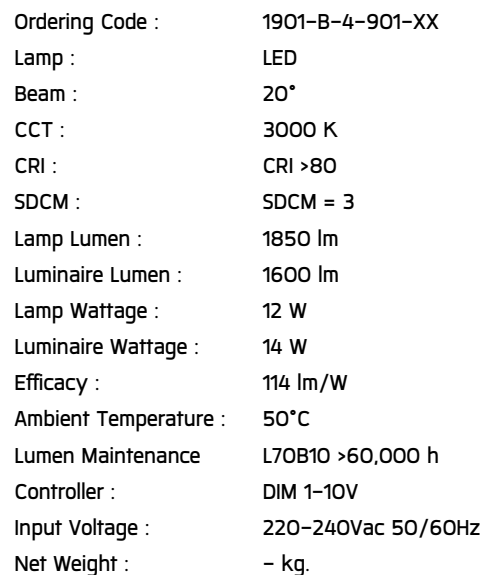 Ordering Code : 1901-B-4-901-XX
Lamp : LED
Beam : 20°
CCT : 3000 K
CRI : CRI >80
SDCM : SDCM = 3
Lamp Lumen : 1850 lm
Luminaire Lumen : 1600 lm
Lamp Wattage : 12 W
Luminaire Wattage : 14 W
Efficacy : 114 lm/W
Ambient Temperature : 50°C
Lumen Maintenance L70B10 >60,000 h
Controller : DIM 1-10V
Input Voltage : 220-240Vac 50/60Hz
Net Weight : - kg.